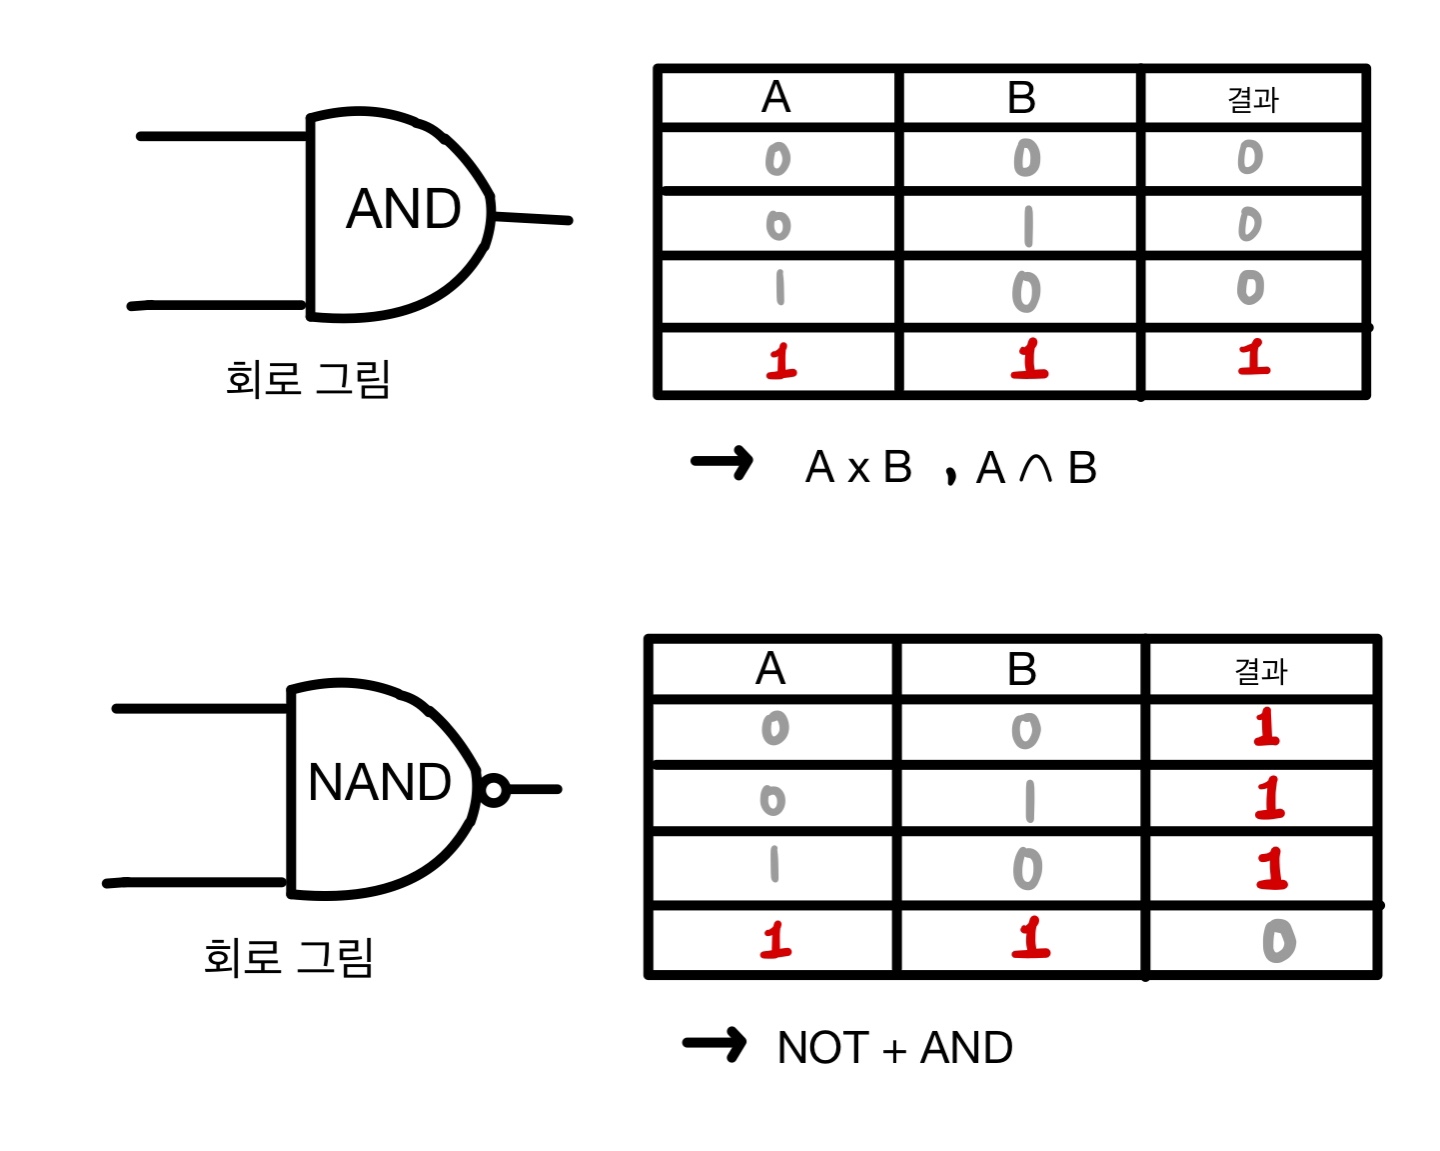 AND
회로 그림
A B 결과
0 0 0
0 1 0
1 0 0
1 1 1
→ A x B , A ∩ B
NAND
회로 그림
A B 결과
0 0 1
0 1 1
1 0 1
1 1 0
→ NOT + AND